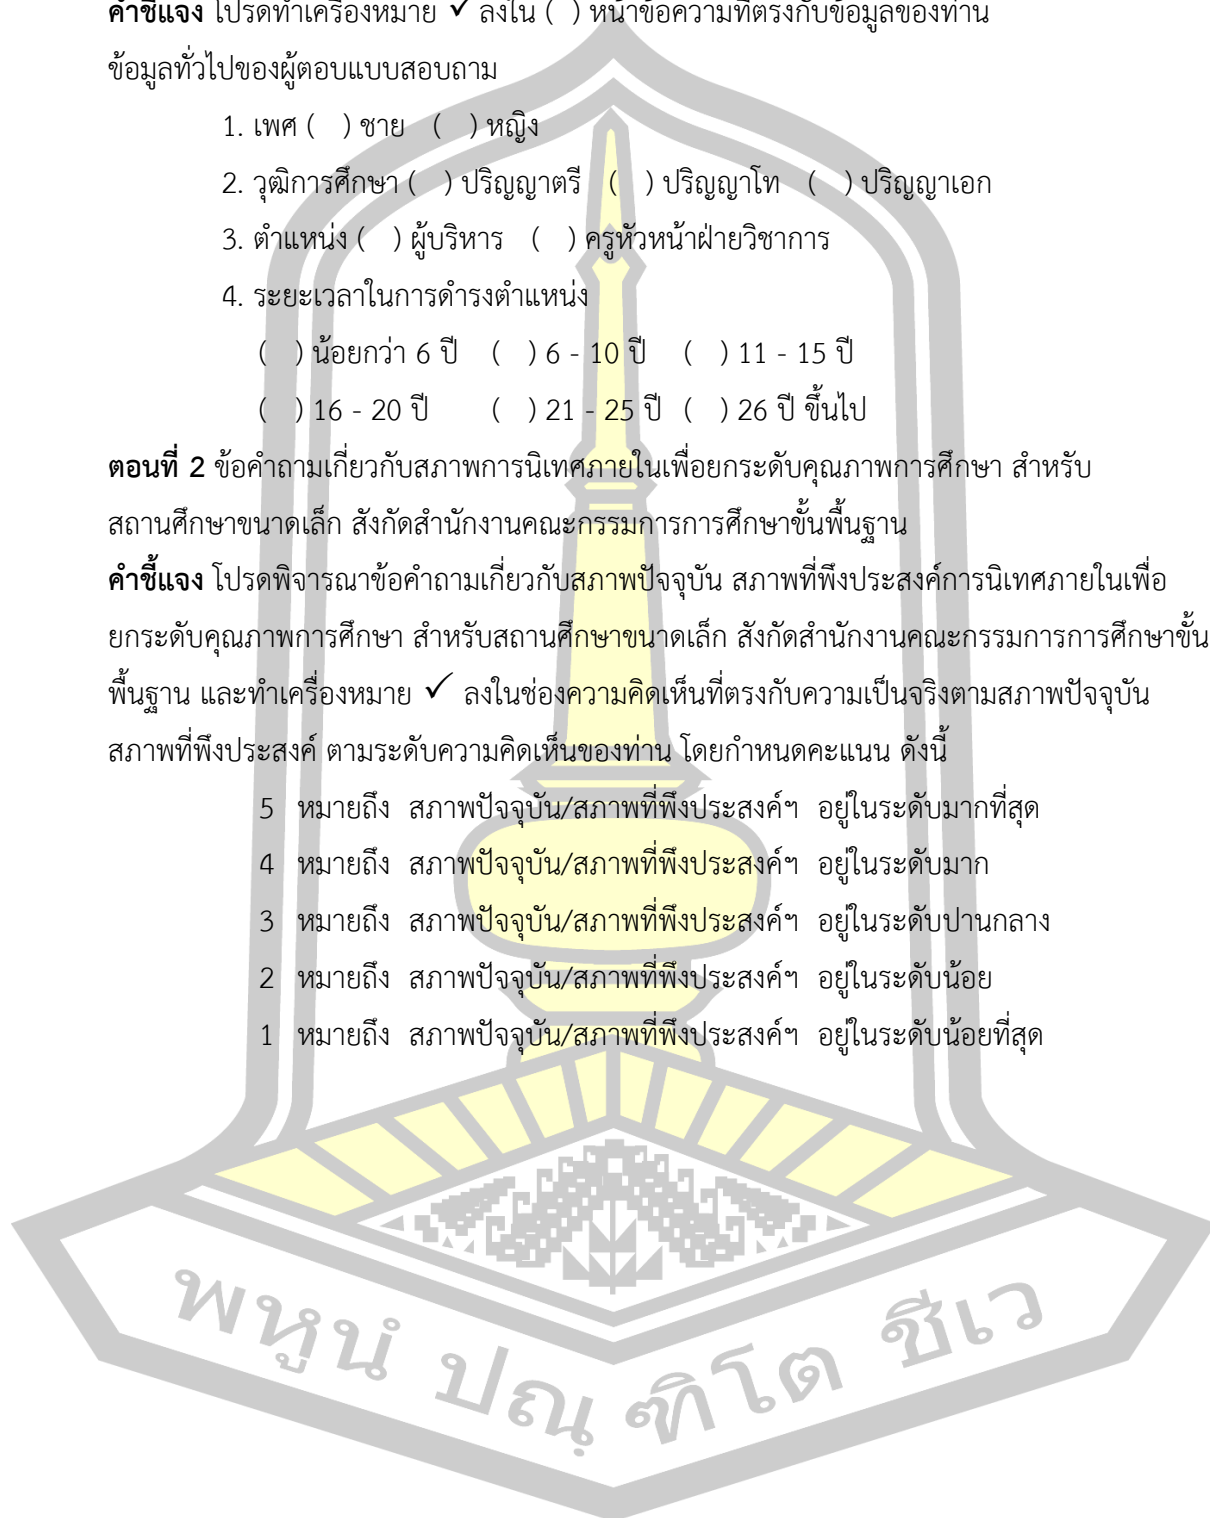 คำชี้แจง โปรดทำเครื่องหมาย ✓ ลงใน ( ) หน้าข้อความที่ตรงกับข้อมูลของท่าน
ข้อมูลทั่วไปของผู้ตอบแบบสอบถาม
1. เพศ ( ) ชาย ( ) หญิง
2. วุฒิการศึกษา ( ) ปริญญาตรี ( ) ปริญญาโท ( ) ปริญญาเอก
3. ตำแหน่ง ( ) ผู้บริหาร ( ) ครูหัวหน้าฝ่ายวิชาการ
4. ระยะเวลาในการดำรงตำแหน่ง
( ) น้อยกว่า 6 ปี ( ) 6 - 10 ปี ( ) 11 - 15 ปี
( ) 16 - 20 ปี ( ) 21 - 25 ปี ( ) 26 ปี ขึ้นไป
ตอนที่ 2 ข้อคำถามเกี่ยวกับสภาพการนิเทศภายในเพื่อยกระดับคุณภาพการศึกษา สำหรับ
สถานศึกษาขนาดเล็ก สังกัดสำนักงานคณะกรรมการการศึกษาขั้นพื้นฐาน
คำชี้แจง โปรดพิจารณาข้อคำถามเกี่ยวกับสภาพปัจจุบัน สภาพที่พึงประสงค์การนิเทศภายในเพื่อ
ยกระดับคุณภาพการศึกษา สำหรับสถานศึกษาขนาดเล็ก สังกัดสำนักงานคณะกรรมการการศึกษาขั้น
พื้นฐาน และทำเครื่องหมาย ✓ ลงในช่องความคิดเห็นที่ตรงกับความเป็นจริงตามสภาพปัจจุบัน
สภาพที่พึงประสงค์ ตามระดับความคิดเห็นของท่าน โดยกำหนดคะแนน ดังนี้
5 หมายถึง สภาพปัจจุบัน/สภาพที่พึงประสงค์ฯ อยู่ในระดับมากที่สุด
4 หมายถึง สภาพปัจจุบัน/สภาพที่พึงประสงค์ฯ อยู่ในระดับมาก
3 หมายถึง สภาพปัจจุบัน/สภาพที่พึงประสงค์ฯ อยู่ในระดับปานกลาง
2 หมายถึง สภาพปัจจุบัน/สภาพที่พึงประสงค์ฯ อยู่ในระดับน้อย
1 หมายถึง สภาพปัจจุบัน/สภาพที่พึงประสงค์ฯ อยู่ในระดับน้อยที่สุด
พหูนํ ปณฺฑิโต ชีเว